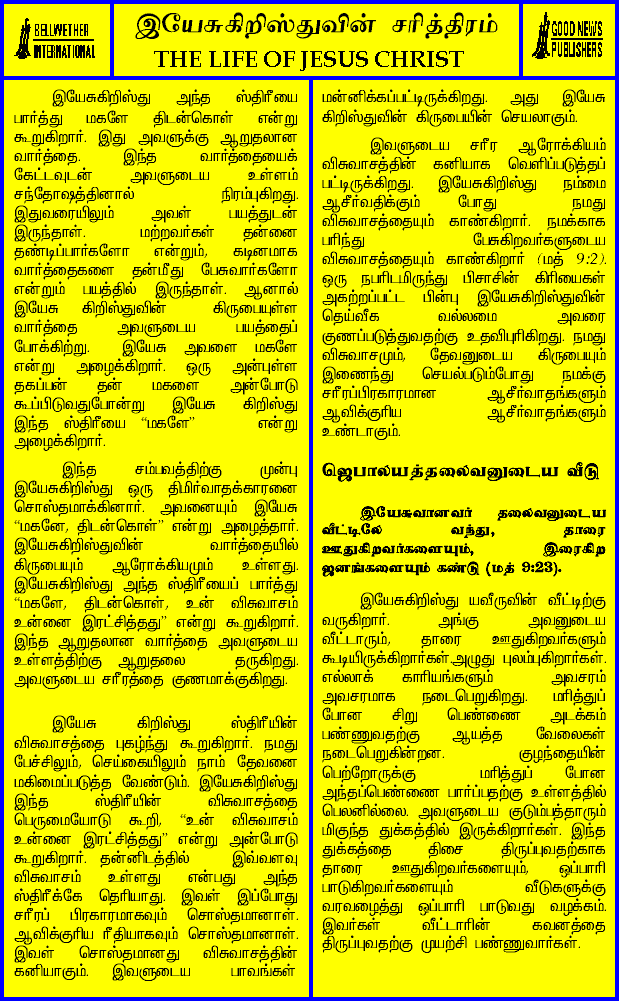 BELLWETHER
INTERNATIONAL
இயேசுகிறிஸ்துவின் சரித்திரம்
THE LIFE OF JESUS CHRIST
GOOD NEWS
PUBLISHERS
இயேசுகிறிஸ்து அந்த ஸ்திரீயை
பார்த்து மகளே திடன்கொள் என்று
கூறுகிறார். இது அவளுக்கு ஆறுதலான
வார்த்தை. இந்த வார்த்தையைக்
கேட்டவுடன் அவளுடைய உள்ளம்
சந்தோஷத்தினால் நிரம்புகிறது.
இதுவரையிலும் அவள் பயத்துடன்
இருந்தாள். மற்றவர்கள் தன்னை
தண்டிப்பார்களோ என்றும், கடினமாக
வார்த்தைகளை தன்மீது பேசுவார்களோ
என்றும் பயத்தில் இருந்தாள். ஆனால்
இயேசு கிறிஸ்துவின் கிருபையுள்ள
வார்த்தை அவளுடைய பயத்தைப்
போக்கிற்று. இயேசு அவளை மகளே
என்று அழைக்கிறார். ஒரு அன்புள்ள
தகப்பன் தன் மகளை அன்போடு
கூப்பிடுவதுபோன்று இயேசு கிறிஸ்து
இந்த ஸ்திரீயை “மகளே” என்று
அழைக்கிறார்.
இந்த சம்பவத்திற்கு முன்பு
இயேசுகிறிஸ்து ஒரு திமிர்வாதக்காரனை
சொஸ்தமாக்கினார். அவனையும் இயேசு
“மகனே, திடன்கொள்” என்று அழைத்தார்.
இயேசுகிறிஸ்துவின் வார்த்தையில்
கிருபையும் ஆரோக்கியமும் உள்ளது.
இயேசுகிறிஸ்து அந்த ஸ்திரீயைப் பார்த்து
“மகளே, திடன்கொள், உன் விசுவாசம்
உன்னை இரட்சித்தது” என்று கூறுகிறார்.
இந்த ஆறுதலான வார்த்தை அவளுடைய
உள்ளத்திற்கு ஆறுதலை தருகிறது.
அவளுடைய சரீரத்தை குணமாக்குகிறது.
இயேசு கிறிஸ்து ஸ்திரீயின்
விசுவாசத்தை புகழ்ந்து கூறுகிறார். நமது
பேச்சிலும், செய்கையிலும் நாம் தேவனை
மகிமைப்படுத்த வேண்டும். இயேசுகிறிஸ்து
இந்த ஸ்திரீயின் விசுவாசத்தை
பெருமையோடு கூறி, “உன் விசுவாசம்
உன்னை இரட்சித்தது” என்று அன்போடு
கூறுகிறார். தன்னிடத்தில் இவ்வளவு
விசுவாசம் உள்ளது என்பது அந்த
ஸ்திரீக்கே தெரியாது. இவள் இப்போது
சரீரப் பிரகாரமாகவும் சொஸ்தமானாள்.
ஆவிக்குரிய ரீதியாகவும் சொஸ்தமானாள்.
இவள் சொஸ்தமானது விசுவாசத்தின்
கனியாகும். இவளுடைய பாவங்கள்
மன்னிக்கப்பட்டிருக்கிறது. அது இயேசு
கிறிஸ்துவின் கிருபையின் செயலாகும்.
இவளுடைய சரீர ஆரோக்கியம்
விசுவாசத்தின் கனியாக வெளிப்படுத்தப்
பட்டிருக்கிறது. இயேசுகிறிஸ்து நம்மை
ஆசீர்வதிக்கும் போது நமது
விசுவாசத்தையும் காண்கிறார். நமக்காக
பரிந்து பேசுகிறவர்களுடைய
விசுவாசத்தையும் காண்கிறார் (மத் 9:2).
ஒரு நபரிடமிருந்து பிசாசின் கிரியைகள்
அகற்றப்பட்ட பின்பு இயேசுகிறிஸ்துவின்
தெய்வீக வல்லமை அவரை
குணப்படுத்துவதற்கு உதவிபுரிகிறது. நமது
விசுவாசமும், தேவனுடைய கிருபையும்
இணைந்து செயல்படும்போது நமக்கு
சரீரப்பிரகாரமான ஆசீர்வாதங்களும்
ஆவிக்குரிய ஆசீர்வாதங்களும்
உண்டாகும்.
ஜெபாலயத்தலைவனுடைய வீடு
இயேசுவானவர் தலைவனுடைய
வீட்டிலே வந்து, தாரை
ஊதுகிறவர்களையும், இரைகிற
ஜனங்களையும் கண்டு (மத் 9:23).
இயேசுகிறிஸ்து யவீருவின் வீட்டிற்கு
வருகிறார். அங்கு அவனுடைய
வீட்டாரும், தாரை ஊதுகிறவர்களும்
கூடியிருக்கிறார்கள்.அழுது புலம்புகிறார்கள்.
எல்லாக் காரியங்களும் அவசரம்
அவசரமாக நடைபெறுகிறது. மரித்துப்
போன சிறு பெண்ணை அடக்கம்
பண்ணுவதற்கு ஆயத்த வேலைகள்
நடைபெறுகின்றன. குழந்தையின்
பெற்றோருக்கு மரித்துப் போன
அந்தப்பெண்ணை பார்ப்பதற்கு உள்ளத்தில்
பெலனில்லை. அவளுடைய குடும்பத்தாரும்
மிகுந்த துக்கத்தில் இருக்கிறார்கள். இந்த
துக்கத்தை திசை திருப்புவதற்காக
தாரை ஊதுகிறவர்களையும், ஒப்பாரி
பாடுகிறவர்களையும் வீடுகளுக்கு
வரவழைத்து ஒப்பாரி பாடுவது வழக்கம்.
இவர்கள் வீட்டாரின் கவனத்தை
திருப்புவதற்கு முயற்சி பண்ணுவார்கள்.